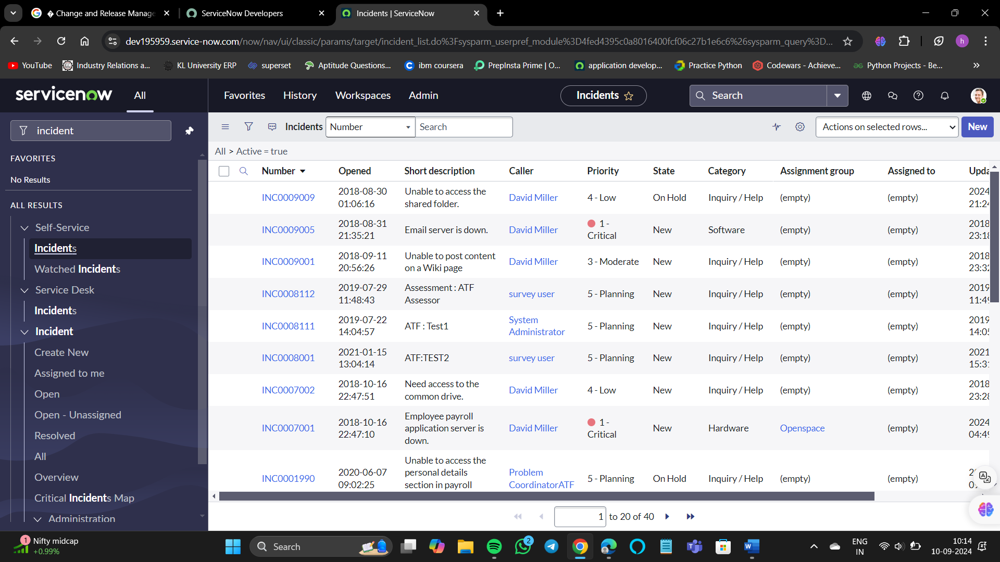 � Change and Release Manage
ServiceNow Developers
Incidents | ServiceNow
dev195959.service-now.com/now/nav/ui/classic/params/target/incident_list.do%3Fsysparm_userpref_module%3D4fed4395c0a8016400fcf06c27b1e6c6%26sysparm_query%3D...
h
YouTube
Industry Relations a...
KL University ERP
superset
Aptitude Questions...
ibm coursera
PrepInsta Prime | O...
application develop...
Practice Python
Codewars - Achieve...
Python Projects - Be...
servicenow
All
Favorites
History
Workspaces
Admin
Incidents
Search
incident
FAVORITES
No Results
ALL RESULTS
Self-Service
Incidents
Watched Incidents
Service Desk
Incidents
Incident
Create New
Assigned to me
Open
Open - Unassigned
Resolved
All
Overview
Critical Incidents Map
Administration
Incidents
Number
Search
Actions on selected rows...
New
All > Active = true
Number Opened Short description Caller Priority State Category Assignment group Assigned to Upda
INC0009009 2018-08-30 01:06:16 Unable to access the shared folder. David Miller 4 - Low On Hold Inquiry / Help (empty) (empty) 2024 21:24
INC0009005 2018-08-31 21:35:21 Email server is down. David Miller 1 - Critical New Software (empty) (empty) 2018 23:18
INC0009001 2018-09-11 20:56:26 Unable to post content on a Wiki page David Miller 3 - Moderate New Inquiry / Help (empty) (empty) 2018 23:32
INC0008112 2019-07-29 11:48:43 Assessment : ATF Assessor survey user 5 - Planning New Inquiry / Help (empty) (empty) 2019 11:49
INC0008111 2019-07-22 14:04:57 ATF : Test1 System Administrator 5 - Planning New Inquiry / Help (empty) (empty) 2019 14:05
INC0008001 2021-01-15 13:04:14 ATF:TEST2 survey user 5 - Planning New Inquiry / Help (empty) (empty) 2021 15:31
INC0007002 2018-10-16 22:47:51 Need access to the common drive. David Miller 4 - Low New Inquiry / Help (empty) (empty) 2018 23:28
INC0007001 2018-10-16 22:47:10 Employee payroll application server is down. David Miller 1 - Critical New Hardware Openspace (empty) 2024 04:49
INC0001990 2020-06-07 09:02:25 Unable to access the personal details section in payroll Problem CoordinatorATF 5 - Planning On Hold Inquiry / Help (empty) (empty)
1 to 20 of 40
1
Nifty midcap
+0.99%
Search
2
ENG
IN
10:14
10-09-2024